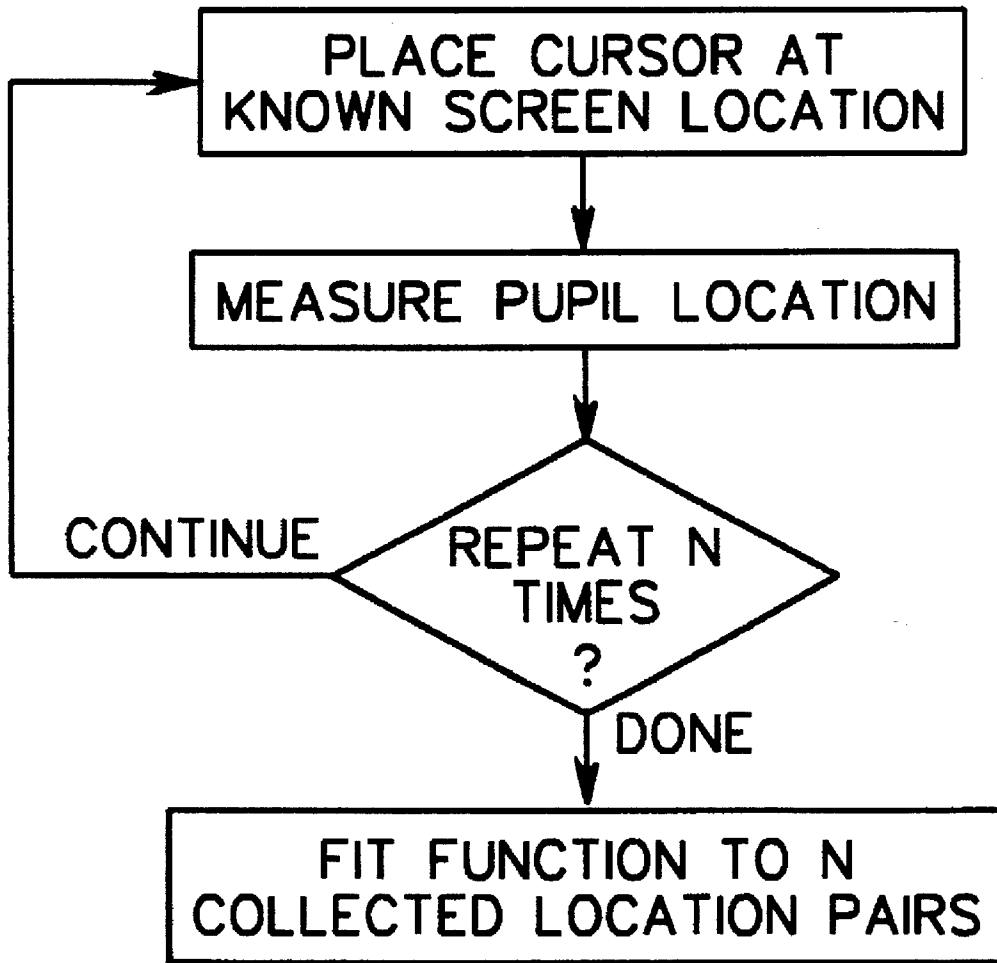 PLACE CURSOR AT
KNOWN SCREEN LOCATION
MEASURE PUPIL LOCATION
CONTINUE
REPEAT N
TIMES
?
DONE
FIT FUNCTION TO N
COLLECTED LOCATION PAIRS